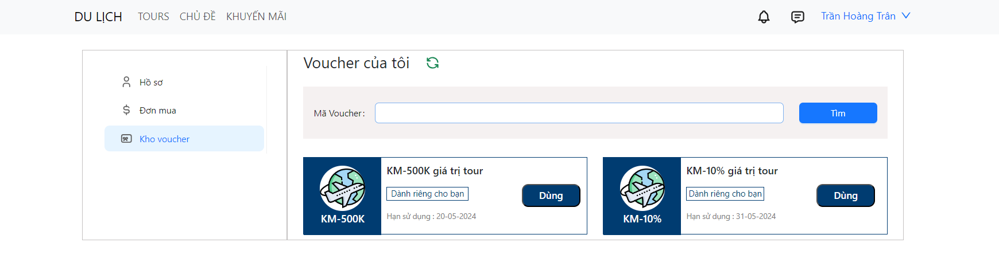 DU LỊCH TOURS CHỦ ĐỀ KHUYẾN MÃI Trần Hoàng Trân
Hồ sơ
Đơn mua
Kho voucher
Voucher của tôi
Mã Voucher: Tìm
KM-500K
KM-500K giá trị tour
Dành riêng cho bạn
Dùng
Hạn sử dụng : 20-05-2024
KM-10%
KM-10% giá trị tour
Dành riêng cho bạn
Dùng
Hạn sử dụng : 31-05-2024